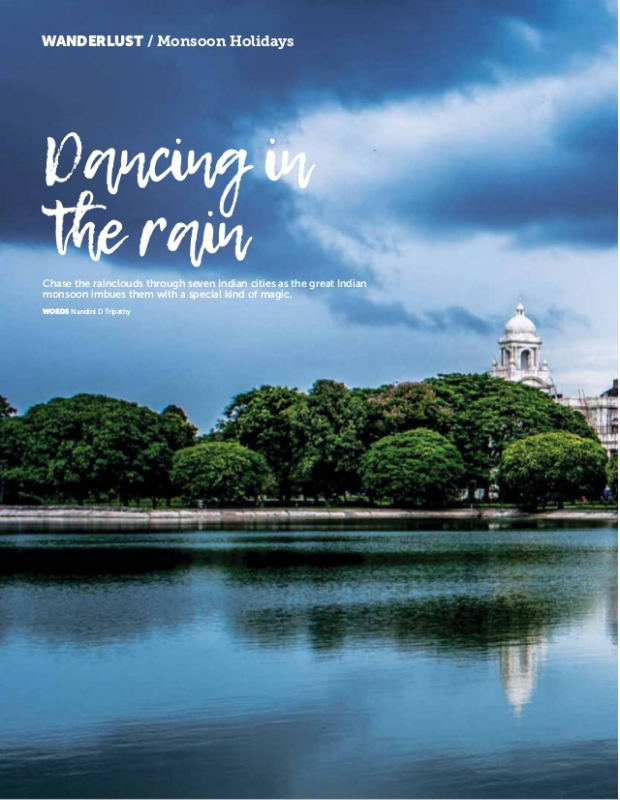 WANDERLUST / Monsoon Holidays
Dancing in
the rain
Chase the rainclouds through seven Indian cities as the great Indian
monsoon imbues them with a special kind of magic.
WORDS Nandini D Tripathy